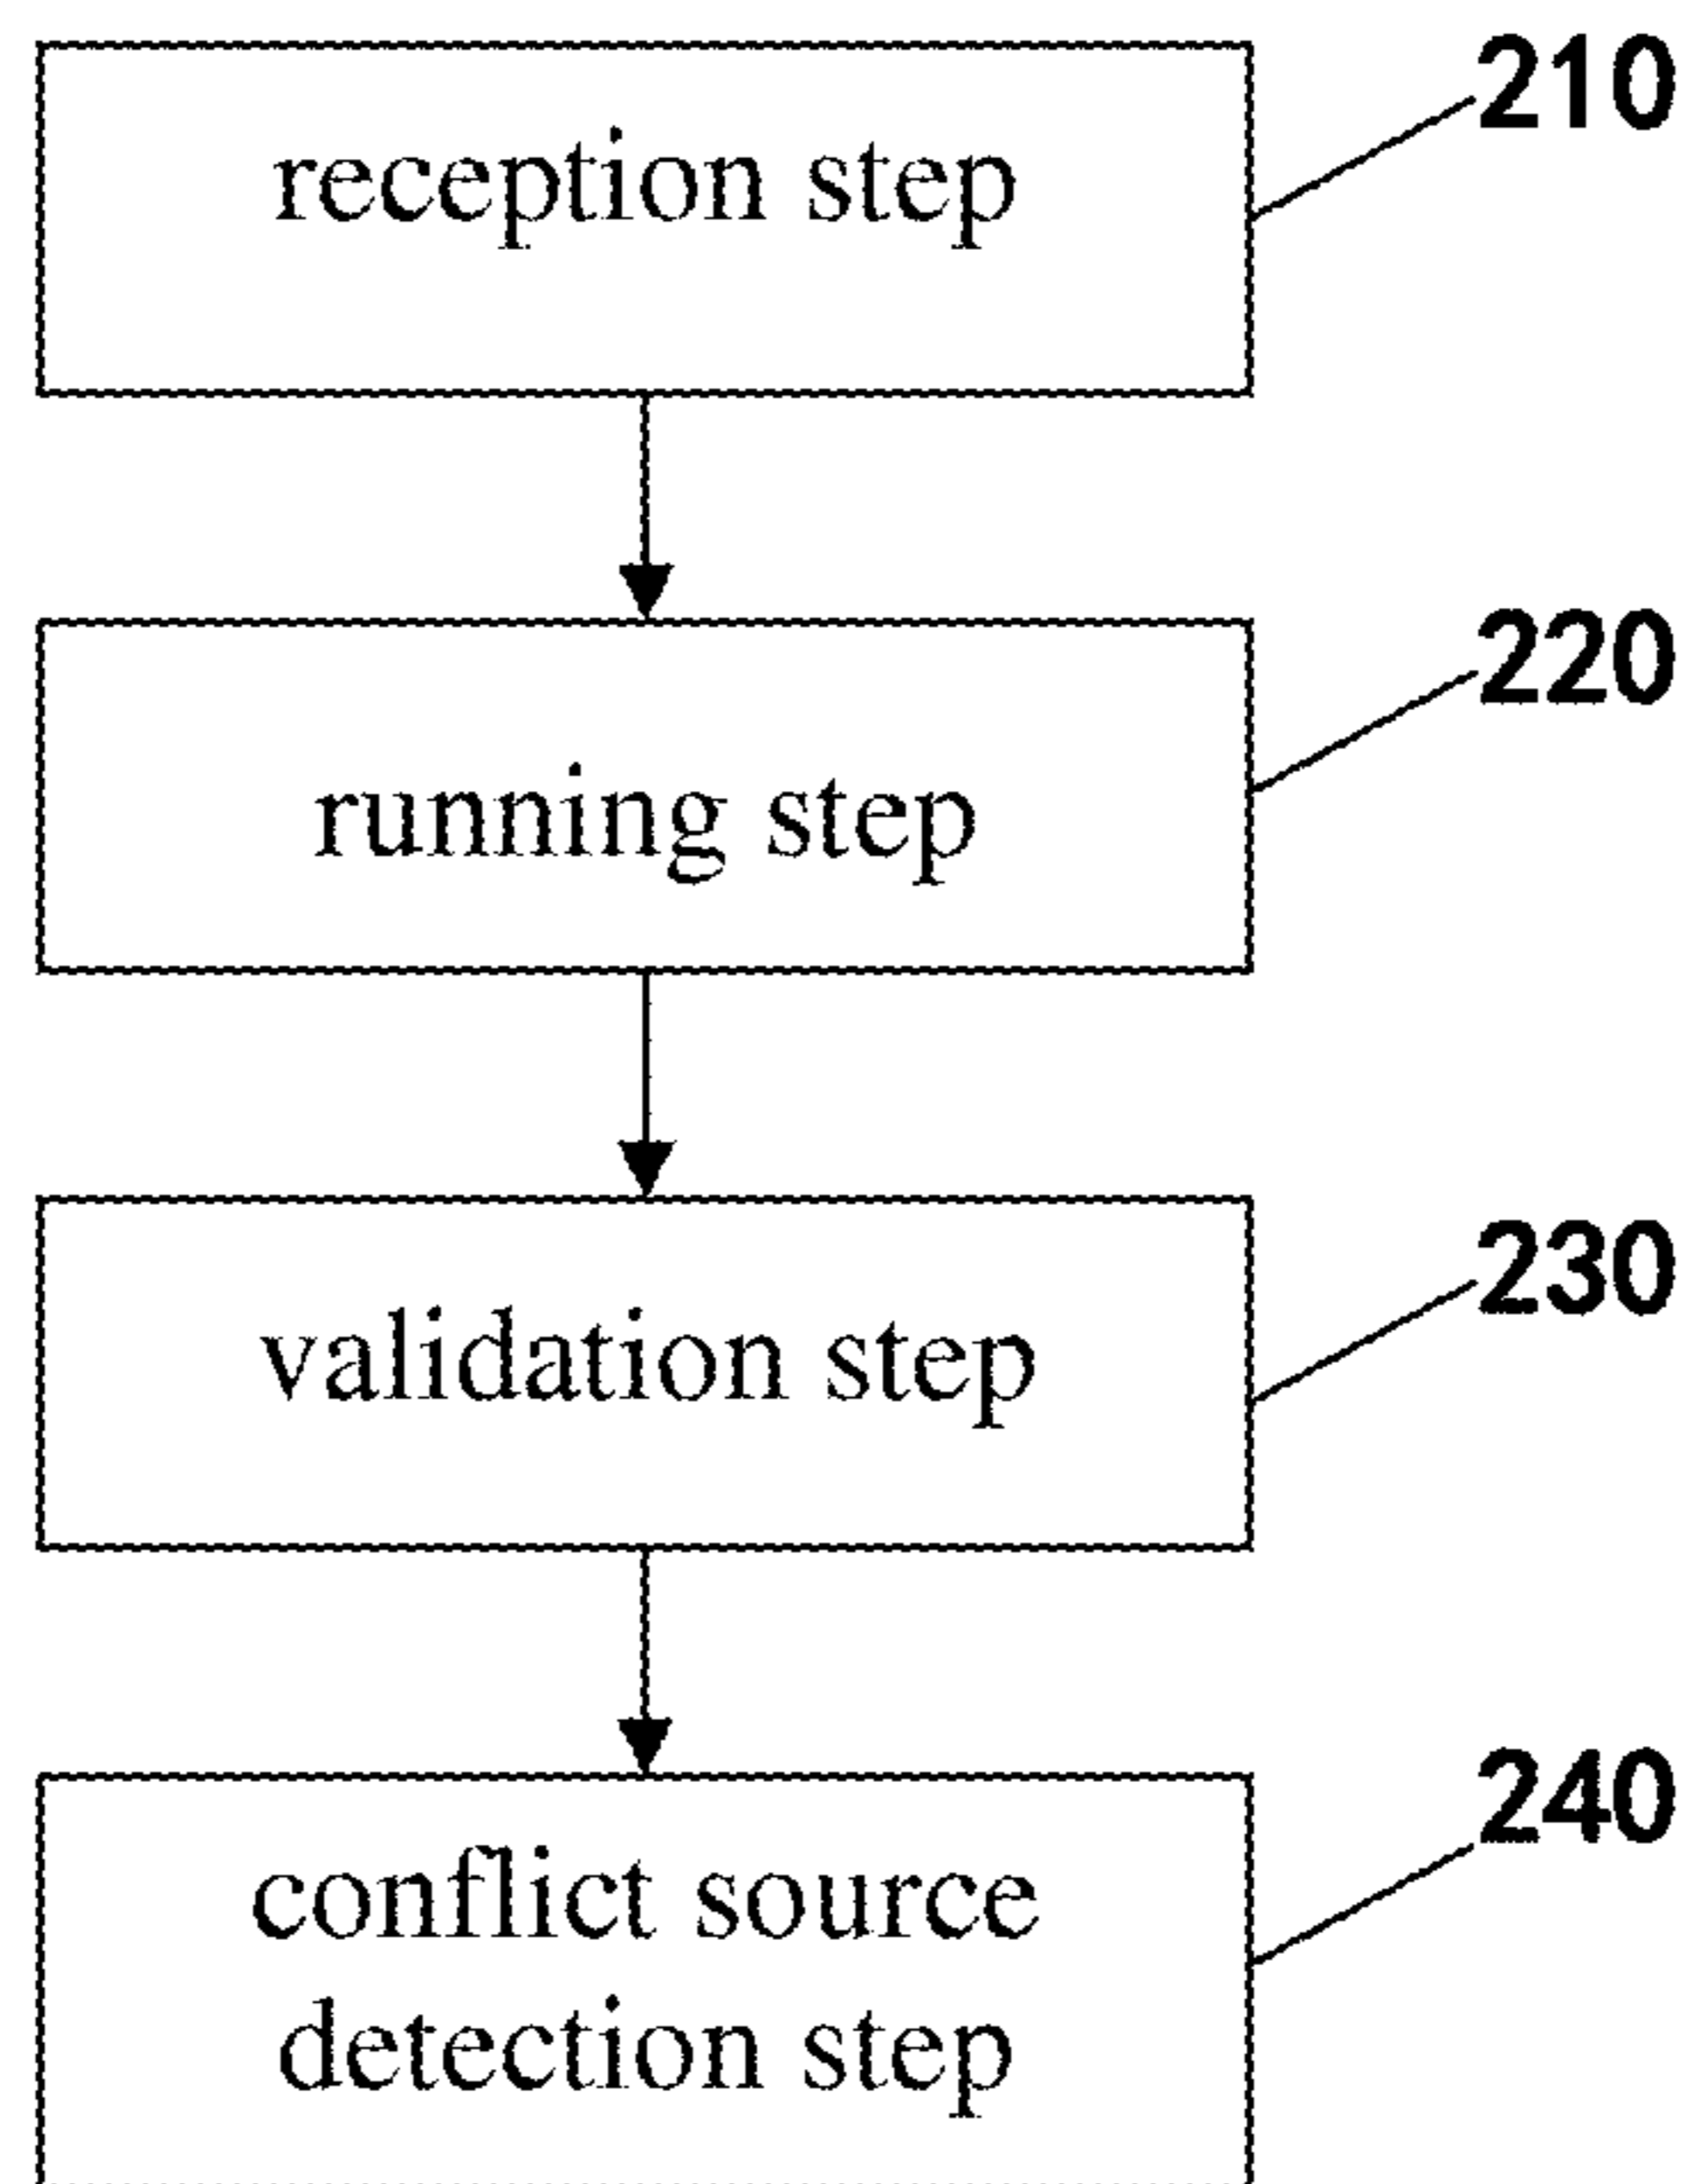 210
reception step
220
running step
230
validation step
240
conflict source
detection step